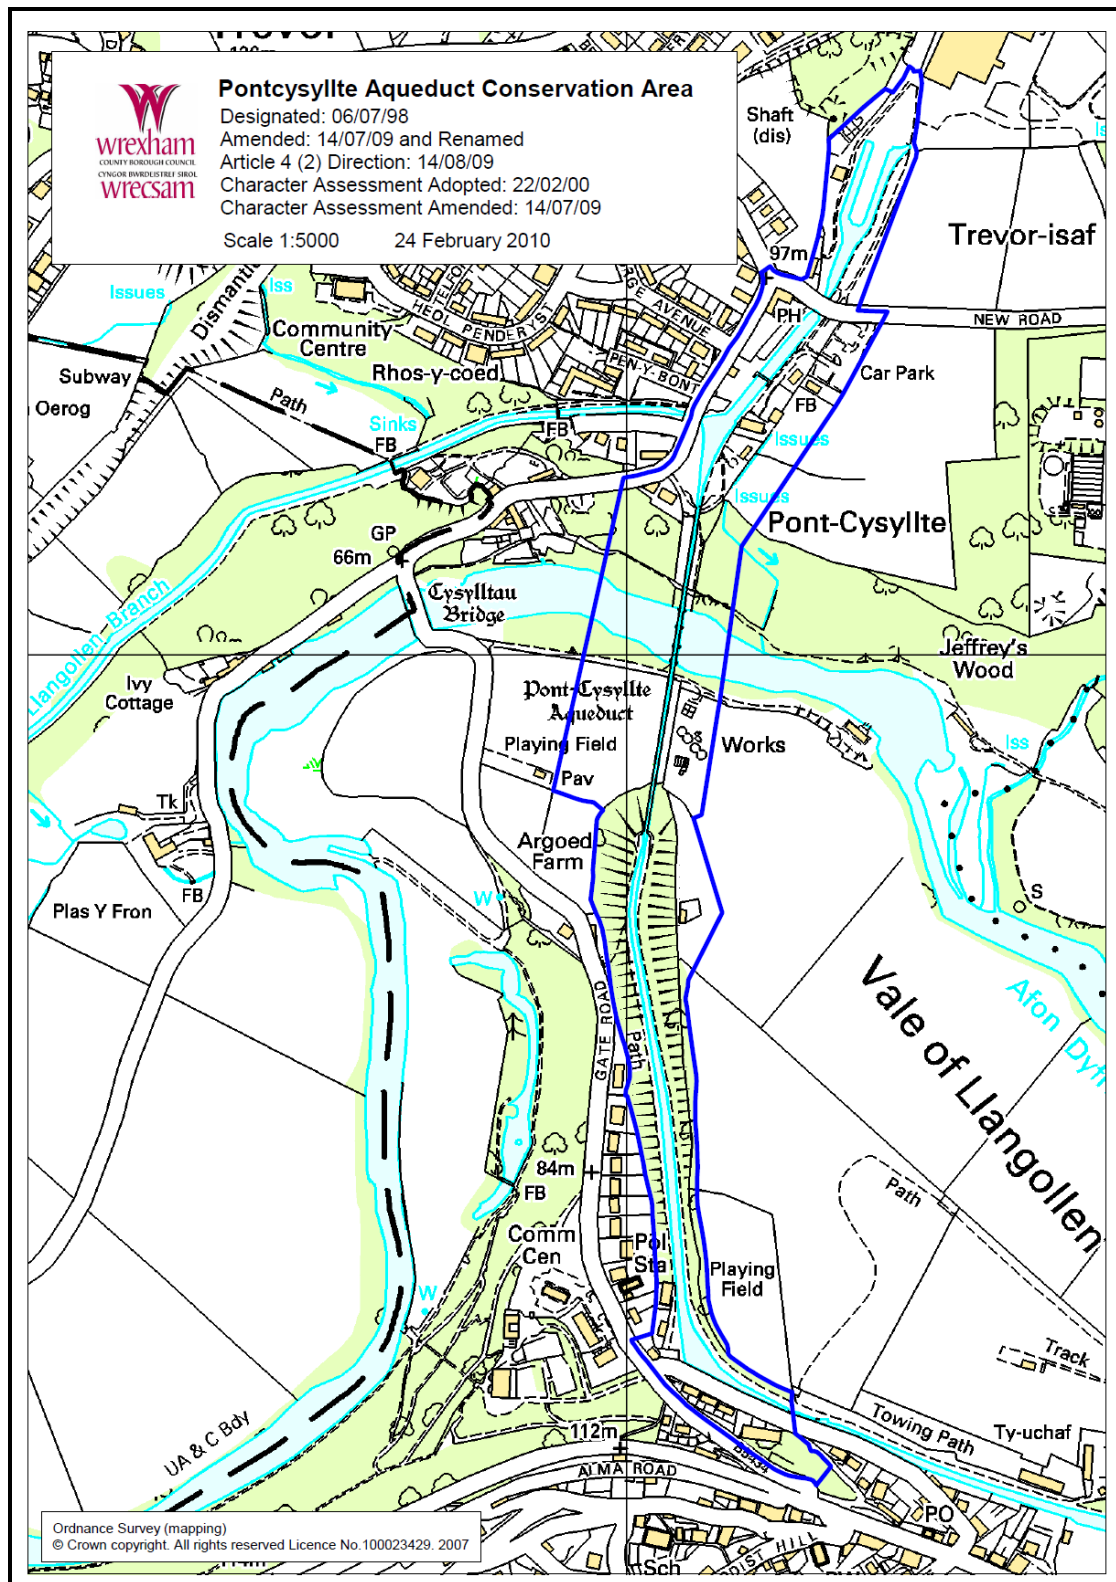 Trevor
Pontcysyllte Aqueduct Conservation Area
Designated: 06/07/98
Amended: 14/07/09 and Renamed
Article 4 (2) Direction: 14/08/09
Character Assessment Adopted: 22/02/00
Character Assessment Amended: 14/07/09
Scale 1:5000 24 February 2010
wrexham
COUNTY BOROUGH COUNCIL
CYNGOR BWRDEISTREF SIROL
wrecsam
Shaft
(dis)
Trevor-isaf
97m
Issues
Iss
Dismantle
Community
Centre
HEOL PENDERYS
AVENUE
PEN-Y-BONT
PH
NEW ROAD
Rhos-y-coed
Car Park
Subway
Oerog
Path
Sinks
FB
FB
FB
Issues
Issues
Pont-Cysyllte
GP
66m
Cysylltau
Bridge
Llangollen Branch
Ivy
Cottage
Jeffrey's
Wood
Pont-Cysyllte
Aqueduct
Playing Field
Pav
Works
Iss
Tk
Argoed
Farm
FB
W
S
Plas Y Fron
Afon Dyfr
Vale of Llangollen
GATE ROAD
Path
84m
FB
Path
Comm
Cen
Pol
Sta
Playing
Field
W
Track
UA & C Bdy
112m
Towing Path
Ty-uchaf
ALMA ROAD
B5434
PO
Sch
HILL
Ordnance Survey (mapping)
© Crown copyright. All rights reserved Licence No.100023429. 2007